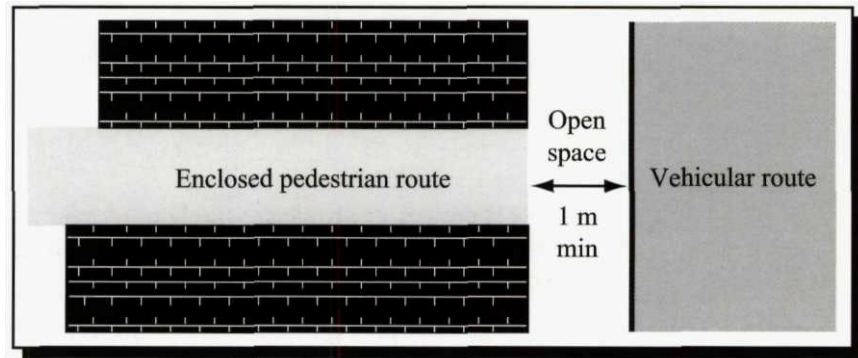 Enclosed pedestrian route
Open
space
1 m
min
Vehicular route